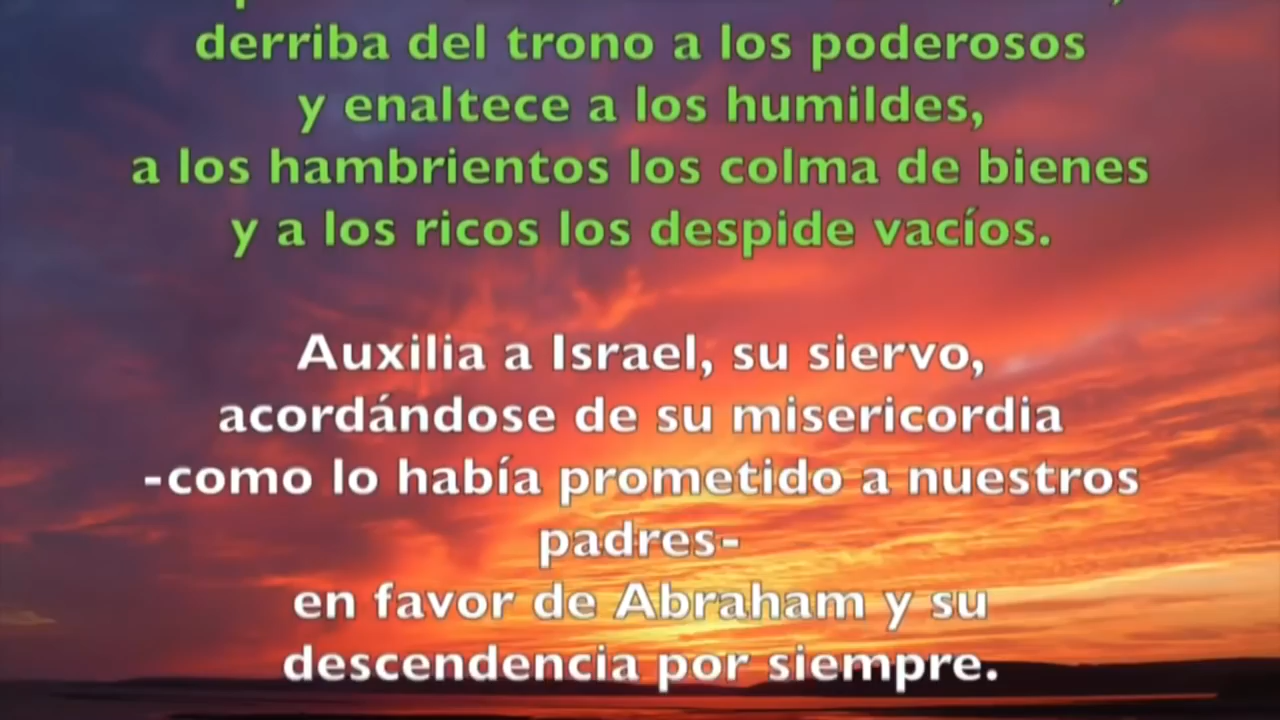 derriba del trono a los poderosos
y enaltece a los humildes,
a los hambrientos los colma de bienes
y a los ricos los despide vacíos.
Auxilia a Israel, su siervo,
acordándose de su misericordia
-como lo había prometido a nuestros
padres-
en favor de Abraham y su
descendencia por siempre.